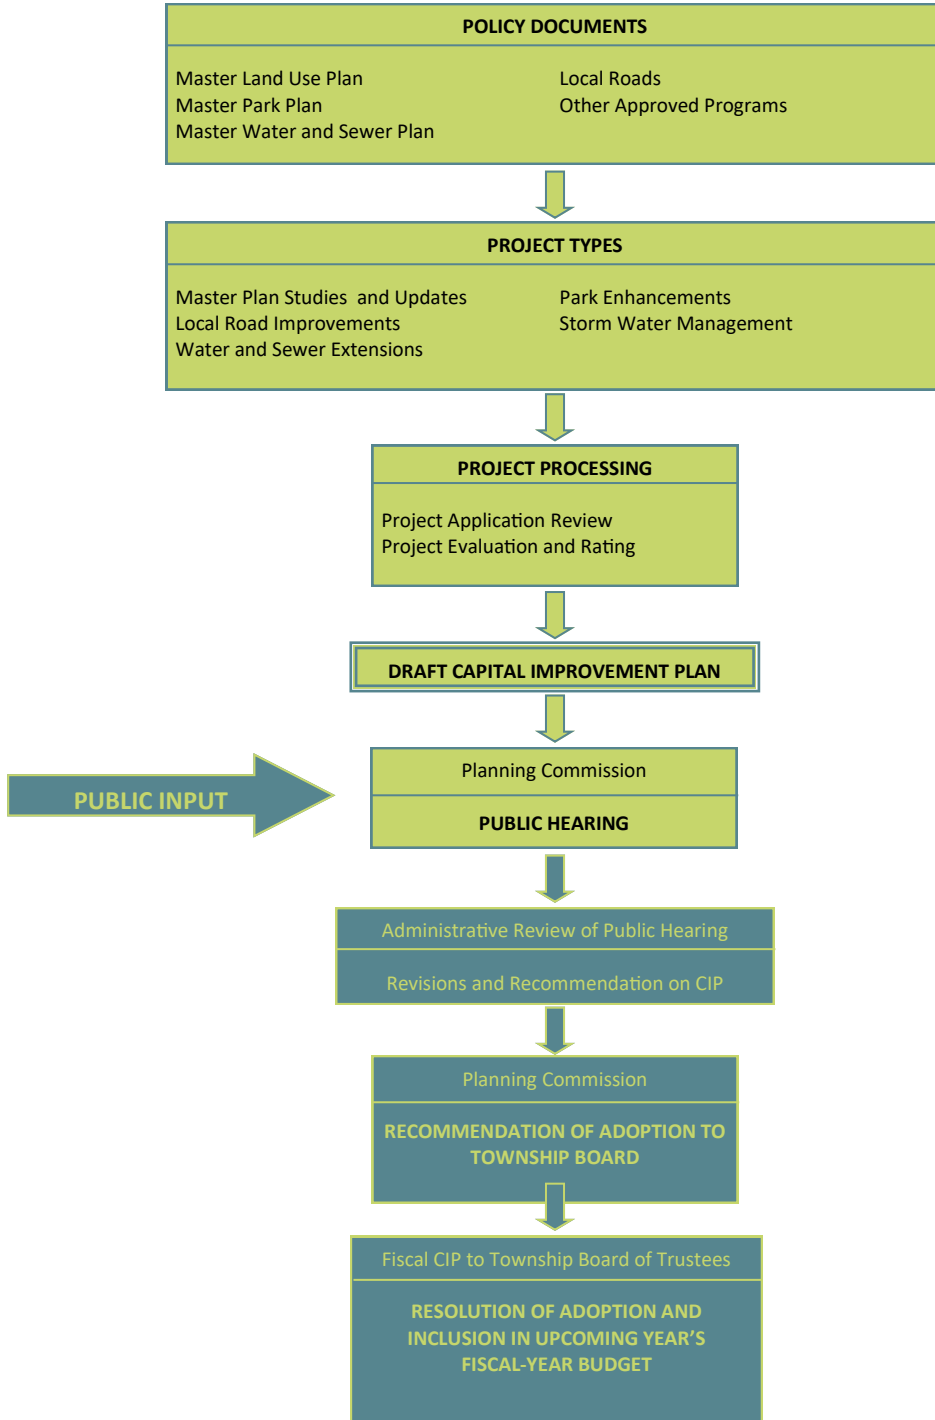 POLICY DOCUMENTS
Master Land Use Plan
Master Park Plan
Master Water and Sewer Plan
Local Roads
Other Approved Programs
PROJECT TYPES
Master Plan Studies and Updates
Local Road Improvements
Water and Sewer Extensions
Park Enhancements
Storm Water Management
PROJECT PROCESSING
Project Application Review
Project Evaluation and Rating
DRAFT CAPITAL IMPROVEMENT PLAN
PUBLIC INPUT
Planning Commission
PUBLIC HEARING
Administrative Review of Public Hearing
Revisions and Recommendation on CIP
Planning Commission
RECOMMENDATION OF ADOPTION TO
TOWNSHIP BOARD
Fiscal CIP to Township Board of Trustees
RESOLUTION OF ADOPTION AND
INCLUSION IN UPCOMING YEAR’S
FISCAL-YEAR BUDGET